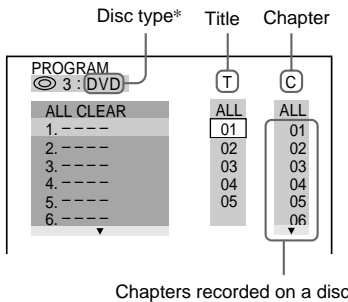 Disc type* Title Chapter
PROGRAM
3 : DVD T C
ALL CLEAR ALL ALL
1. – – – – 01 01
2. – – – – 02 02
3. – – – – 03 03
4. – – – – 04 04
5. – – – – 05 05
6. – – – – 06
Chapters recorded on a disc